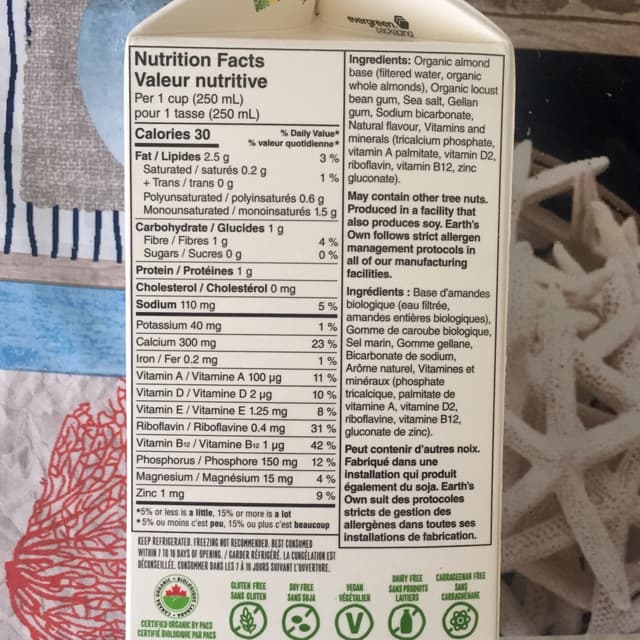 evergreen
packaging
Nutrition Facts
Valeur nutritive
Per 1 cup (250 mL)
pour 1 tasse (250 mL)
Calories 30
% Daily Value*
% valeur quotidienne*
Fat / Lipides 2.5 g 3 %
Saturated / saturés 0.2 g
+ Trans / trans 0 g 1 %
Polyunsaturated / polyinsaturés 0.6 g
Monounsaturated / monoinsaturés 1.5 g
Carbohydrate / Glucides 1 g
Fibre / Fibres 1 g 4 %
Sugars / Sucres 0 g 0 %
Protein / Protéines 1 g
Cholesterol / Cholestérol 0 mg
Sodium 110 mg 5 %
Potassium 40 mg 1 %
Calcium 300 mg 23 %
Iron / Fer 0.2 mg 1 %
Vitamin A / Vitamine A 100 µg 11 %
Vitamin D / Vitamine D 2 µg 10 %
Vitamin E / Vitamine E 1.25 mg 8 %
Riboflavin / Riboflavine 0.4 mg 31 %
Vitamin B12 / Vitamine B12 1 µg 42 %
Phosphorus / Phosphore 150 mg 12 %
Magnesium / Magnésium 15 mg 4 %
Zinc 1 mg 9 %
*5% or less is a little, 15% or more is a lot
*5% ou moins c'est peu, 15% ou plus c'est beaucoup
Ingredients: Organic almond
base (filtered water, organic
whole almonds), Organic locust
bean gum, Sea salt, Gellan
gum, Sodium bicarbonate,
Natural flavour, Vitamins and
minerals (tricalcium phosphate,
vitamin A palmitate, vitamin D2,
riboflavin, vitamin B12, zinc
gluconate).
May contain other tree nuts.
Produced in a facility that
also produces soy. Earth's
Own follows strict allergen
management protocols in
all of our manufacturing
facilities.
Ingrédients : Base d'amandes
biologique (eau filtrée,
amandes entières biologiques),
Gomme de caroube biologique,
Sel marin, Gomme gellane,
Bicarbonate de sodium,
Arôme naturel, Vitamines et
minéraux (phosphate
tricalcique, palmitate de
vitamine A, vitamine D2,
riboflavine, vitamine B12,
gluconate de zinc).
Peut contenir d'autres noix.
Fabriqué dans une
installation qui produit
également du soja. Earth's
Own suit des protocoles
stricts de gestion des
allergènes dans toutes ses
installations de fabrication.
KEEP REFRIGERATED. FREEZING NOT RECOMMENDED. BEST CONSUMED
WITHIN 7 TO 10 DAYS OF OPENING. / GARDER RÉFRIGÉRÉ. LA CONGÉLATION EST
DÉCONSEILLÉE. CONSOMMER DANS LES 7 À 10 JOURS SUIVANT L'OUVERTURE.
CANADA ORGANIC • BIOLOGIQUE CANADA
CERTIFIED ORGANIC BY PACS
CERTIFIÉ BIOLOGIQUE PAR PACS
GLUTEN FREE
SANS GLUTEN
SOY FREE
SANS SOJA
VEGAN
VÉGÉTALIEN
V
DAIRY FREE
SANS PRODUITS
LAITIERS
CARRAGEENAN FREE
SANS
CARRAGHÉNANE